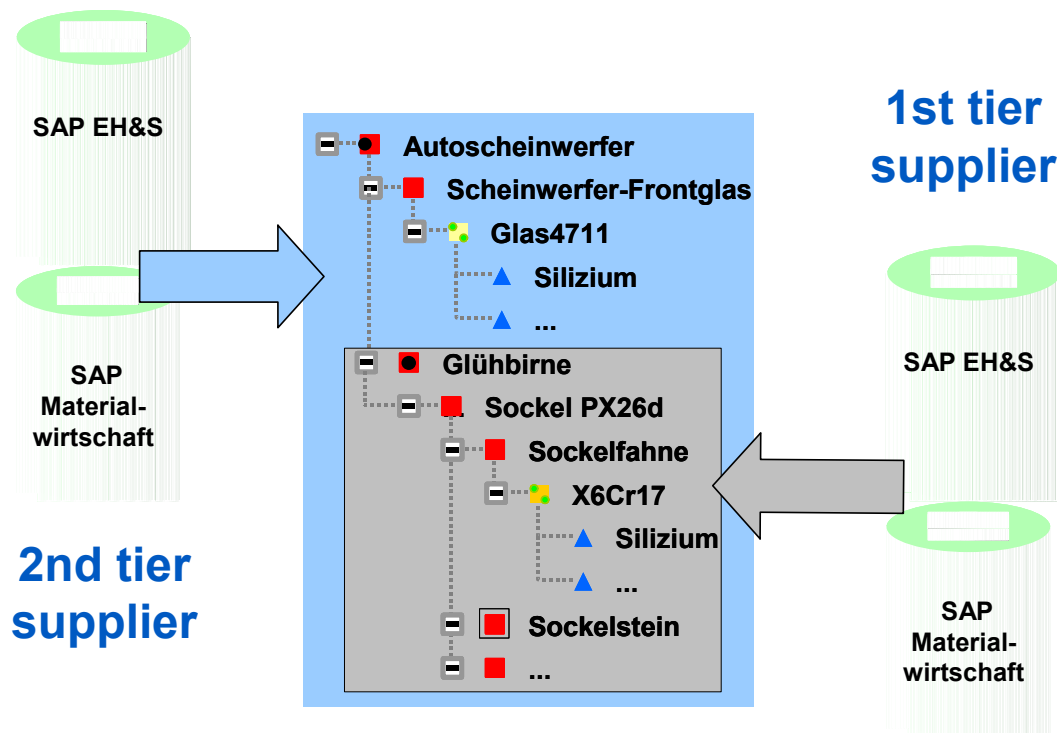 SAP EH&S
SAP
Material-
wirtschaft
2nd tier
supplier
Autoscheinwerfer
Scheinwerfer-Frontglas
Glas4711
Silizium
...
Glühbirne
... Sockel PX26d
Sockelfahne
X6Cr17
Silizium
...
Sockelstein
...
1st tier
supplier
SAP EH&S
SAP
Material-
wirtschaft